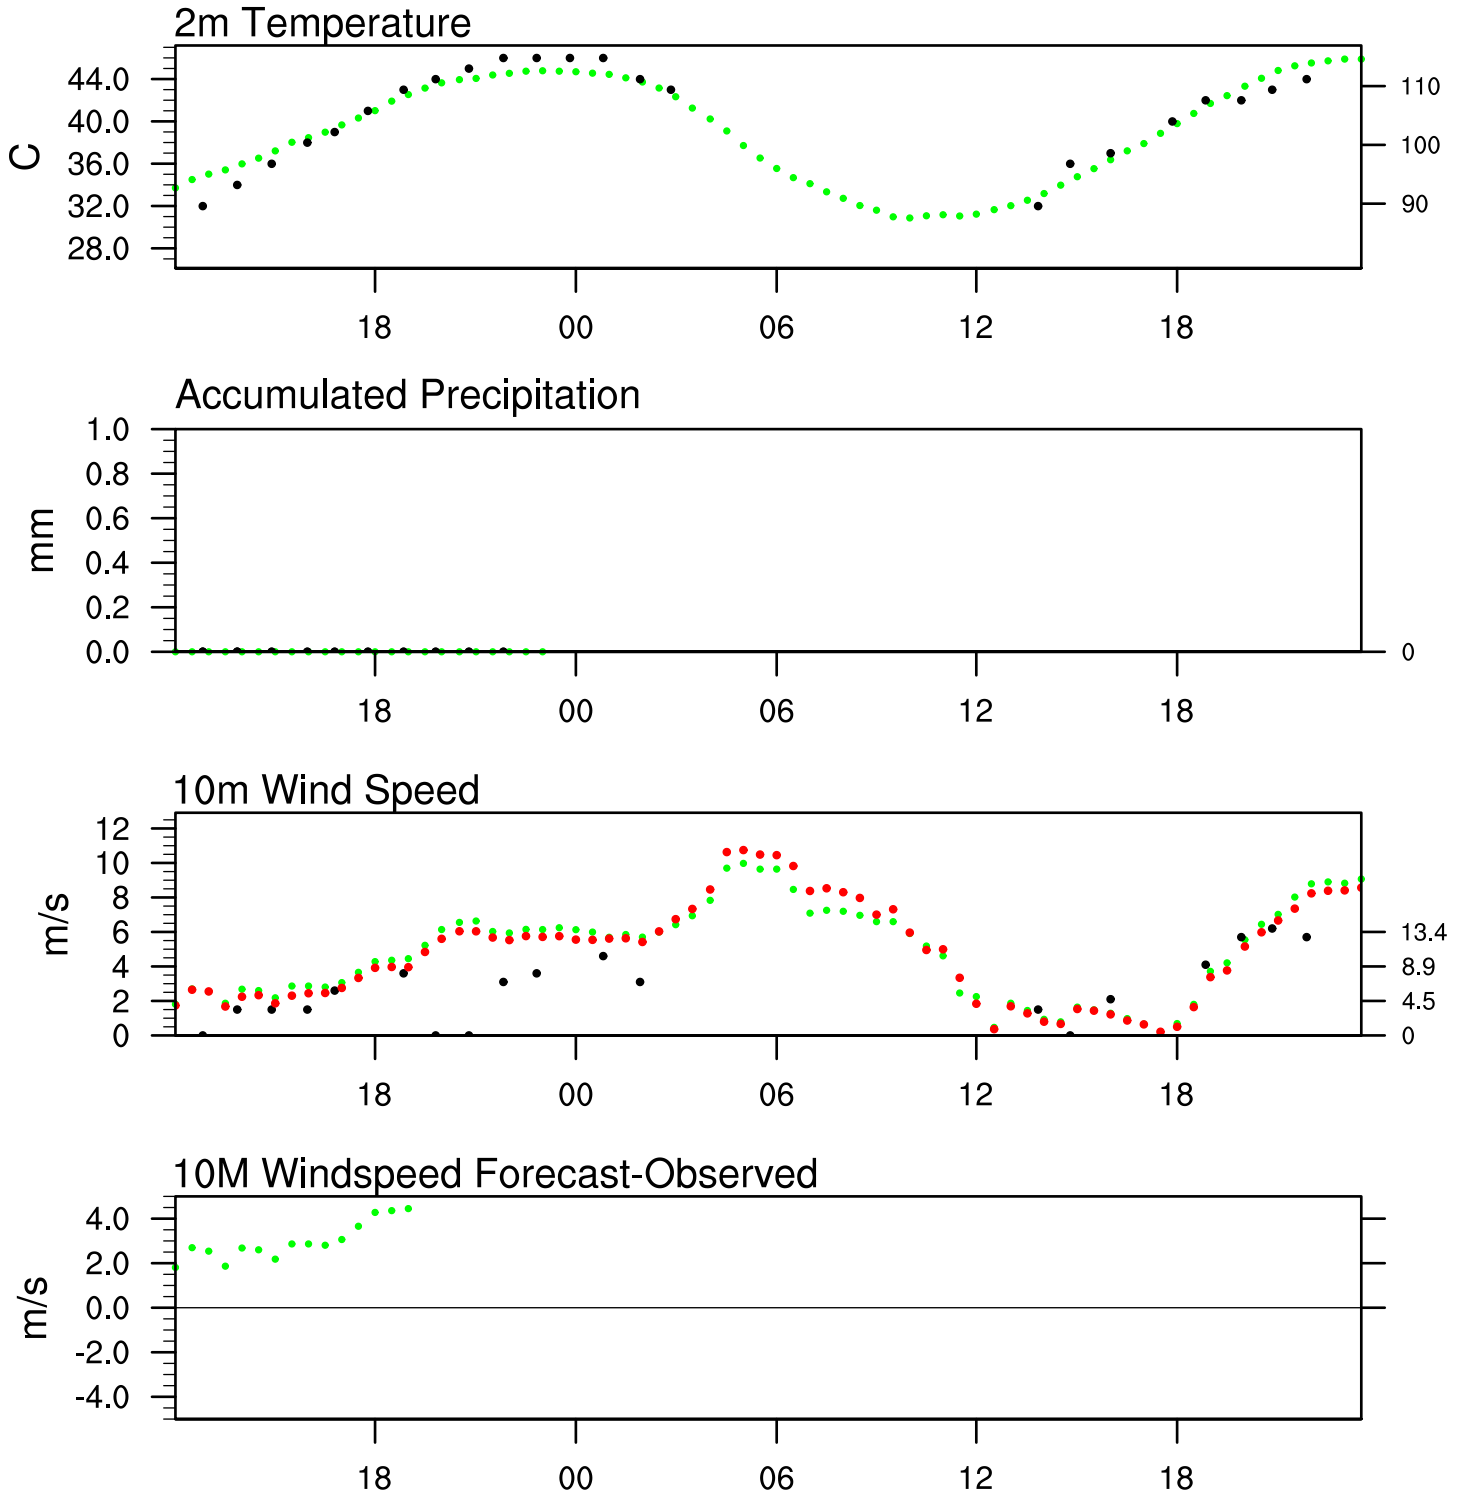 2m Temperature
44.0
40.0
36.0
32.0
28.0
C
110
100
90
18 00 06 12 18
Accumulated Precipitation
1.0
0.8
0.6
0.4
0.2
0.0
mm
0
18 00 06 12 18
10m Wind Speed
12
10
8
6
4
2
0
m/s
13.4
8.9
4.5
0
18 00 06 12 18
10M Windspeed Forecast-Observed
4.0
2.0
0.0
-2.0
-4.0
m/s
18 00 06 12 18